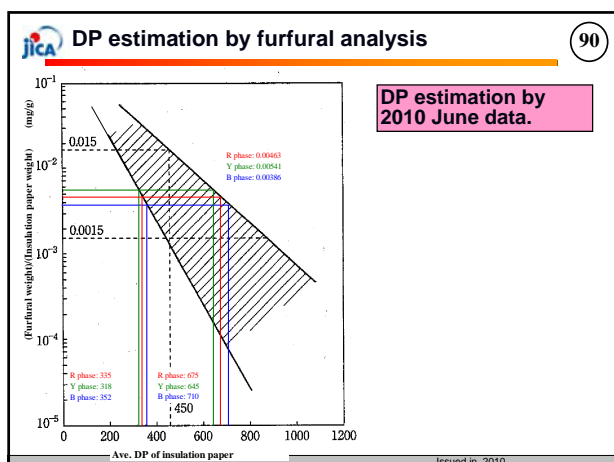 jICA
DP estimation by furfural analysis
90
DP estimation by
2010 June data.
(Furfural weight)/(Insulation paper weight) (mg/g)
10-1
10-2
10-3
10-4
10-5
0.015
0.0015
R phase: 0.00463
Y phase: 0.00541
B phase: 0.00386
R phase: 335
Y phase: 318
B phase: 352
R phase: 675
Y phase: 645
B phase: 710
450
0 200 400 600 800 1000 1200
Ave. DP of insulation paper
Issued in 2010